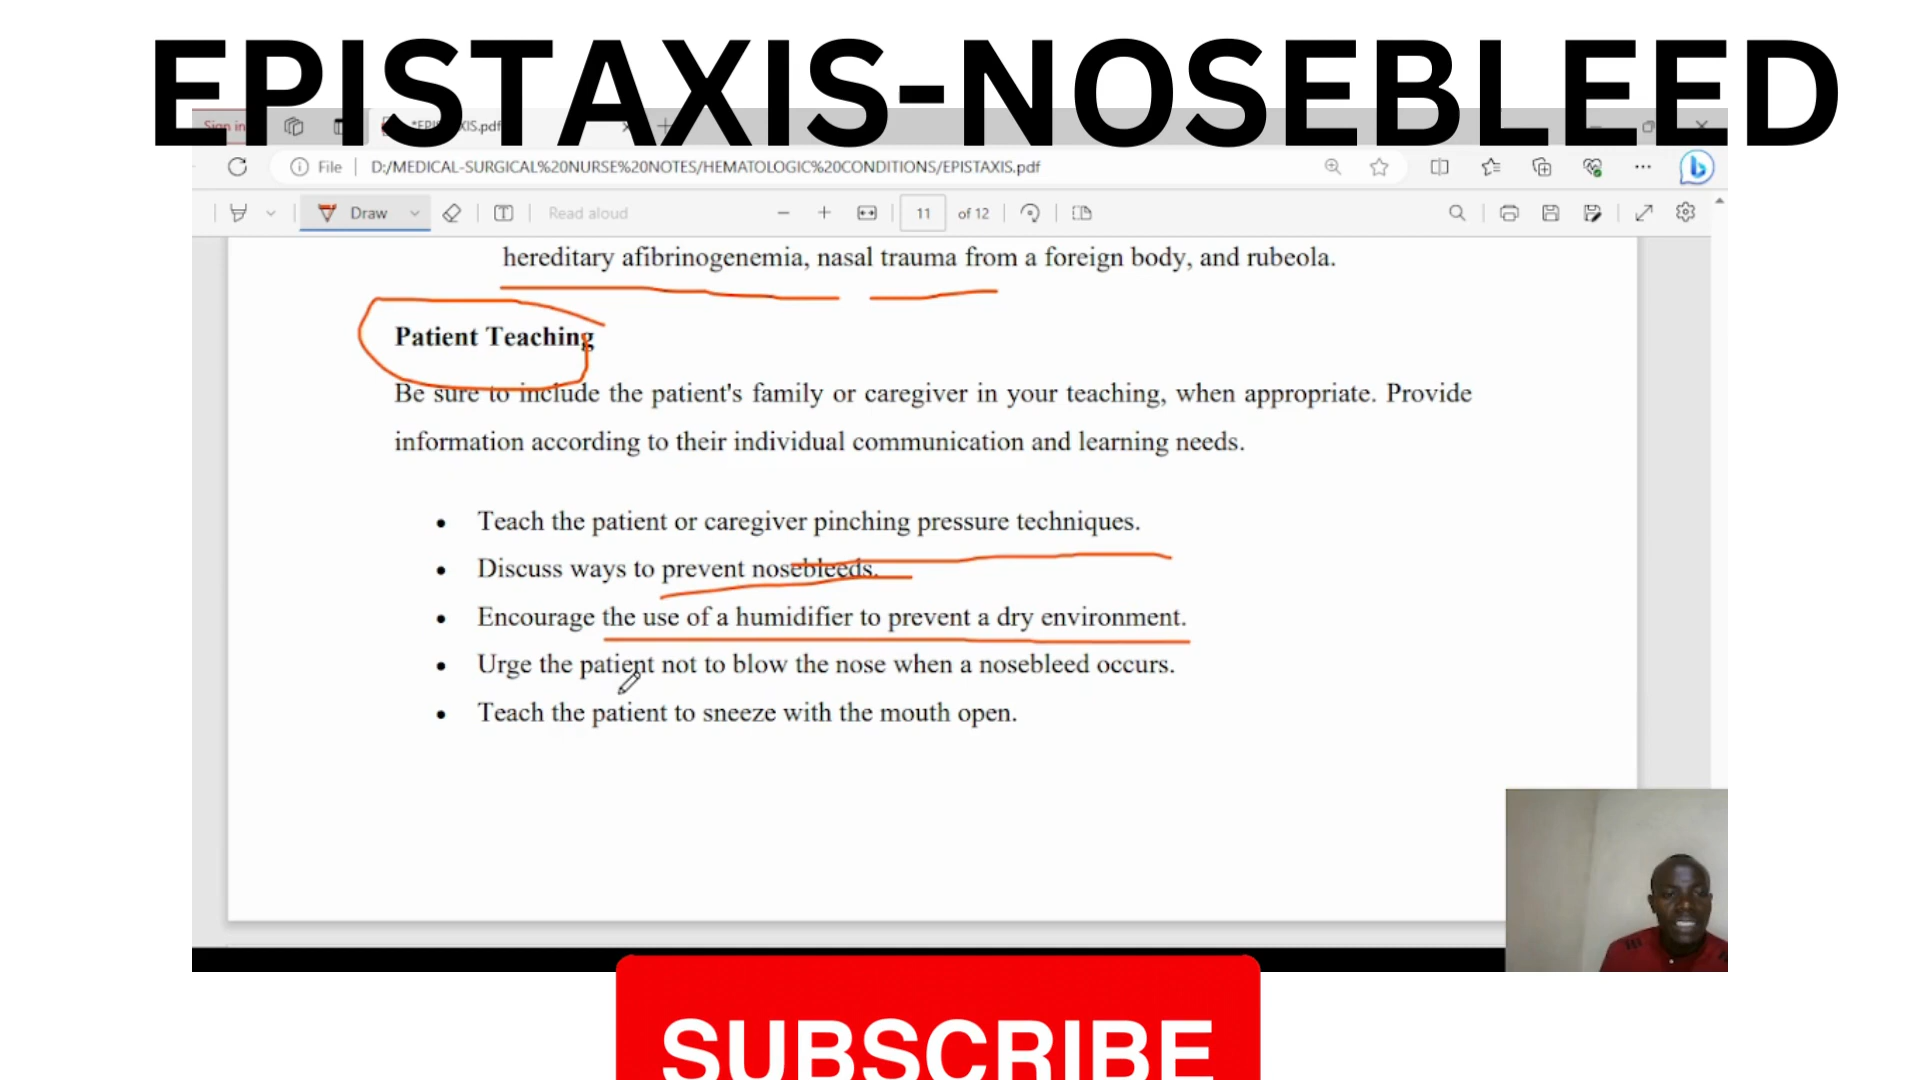 EPISTAXIS-NOSEBLEED
Sign in
File D:/MEDICAL-SURGICAL%20NURSE%20NOTES/HEMATOLOGIC%20CONDITIONS/EPISTAXIS.pdf
Draw Read aloud 11 of 12
hereditary afibrinogenemia, nasal trauma from a foreign body, and rubeola.
Patient Teaching
Be sure to include the patient's family or caregiver in your teaching, when appropriate. Provide
information according to their individual communication and learning needs.
• Teach the patient or caregiver pinching pressure techniques.
• Discuss ways to prevent nosebleeds.
• Encourage the use of a humidifier to prevent a dry environment.
• Urge the patient not to blow the nose when a nosebleed occurs.
• Teach the patient to sneeze with the mouth open.
SUBSCRIBE